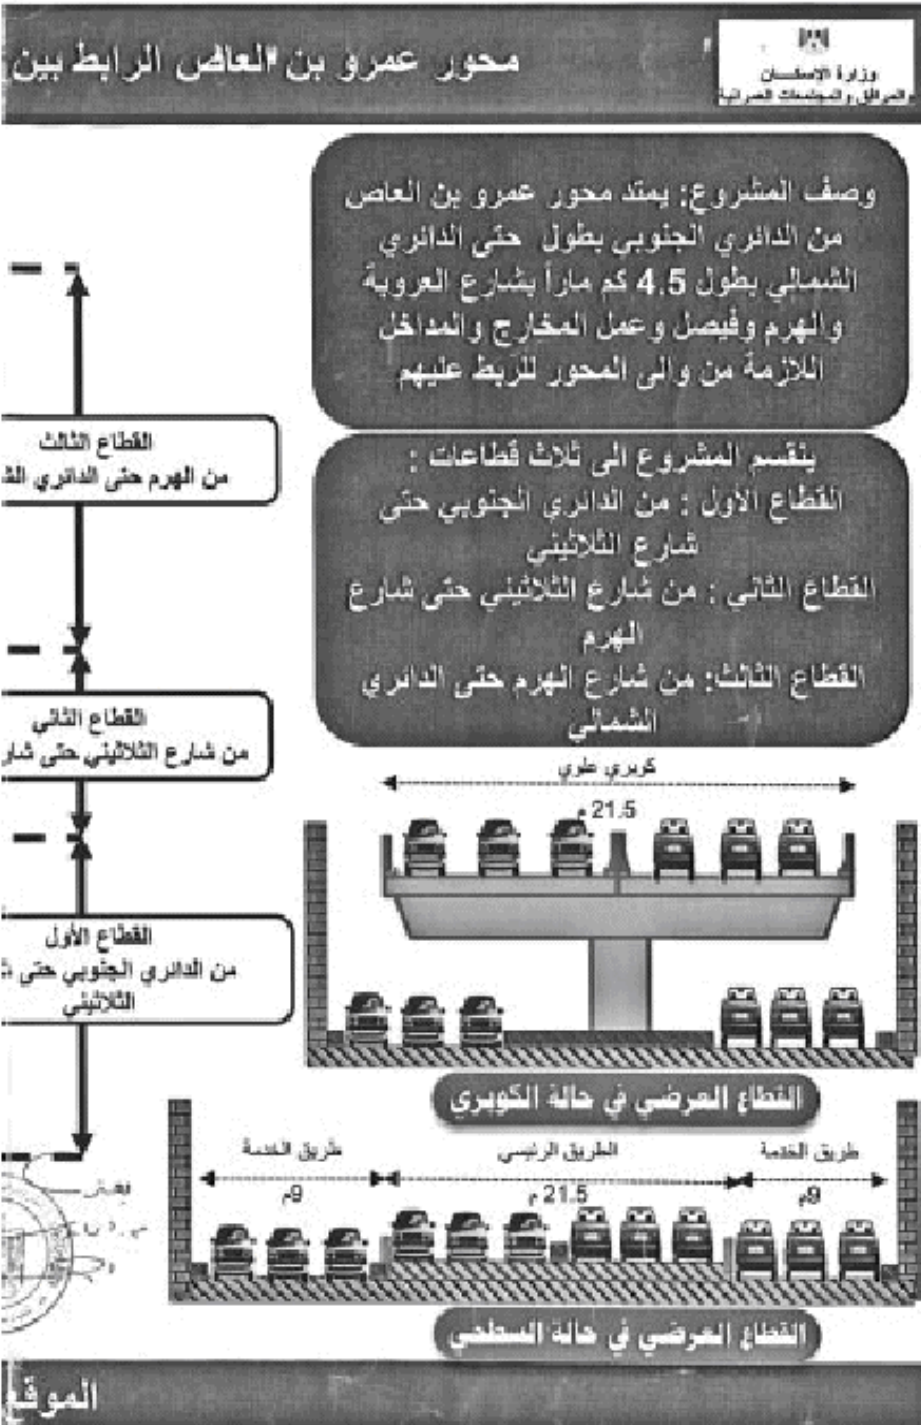 محور عمرو بن العاص الرابط بين
وزارة الإسكان
والمرافق والمجتمعات العمرانية
وصف المشروع: يمتد محور عمرو بن العاص
من الدائري الجنوبي بطول حتى الدائري
الشمالي بطول 4.5 كم ماراً بشارع العروبة
والهرم وفيصل وعمل المخارج والمداخل
اللازمة من والى المحور للربط عليهم
ينقسم المشروع الى ثلاث قطاعات :
القطاع الأول : من الدائري الجنوبي حتى
شارع الثلاثيني
القطاع الثاني : من شارع الثلاثيني حتى شارع
الهرم
القطاع الثالث: من شارع الهرم حتى الدائري
الشمالي
القطاع الثالث
من الهرم حتى الدائري
القطاع الثاني
من شارع الثلاثيني حتى شار
القطاع الأول
من الدائري الجنوبي حتى
الثلاثيني
كوبري علوي
21.5 م
القطاع العرضي في حالة الكوبري
طريق الخدمة
الطريق الرئيسي
طريق الخدمة
9م
21.5 م
9م
القطاع العرضي في حالة السطحي
الموقع